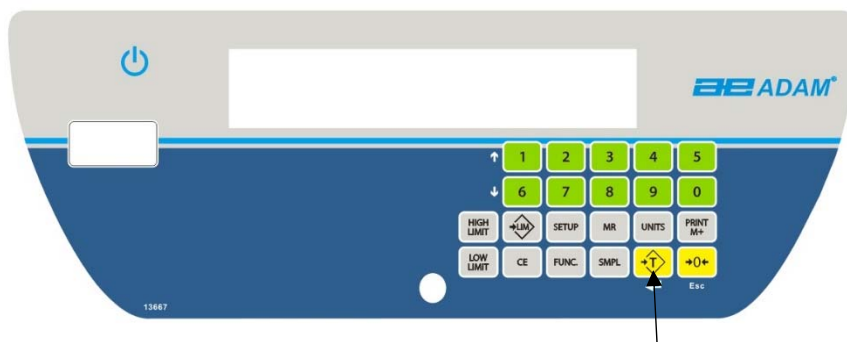 ae ADAM®
↑ 1 2 3 4 5
↓ 6 7 8 9 0
HIGH LIMIT →LIM SETUP MR UNITS PRINT M+
LOW LIMIT CE FUNC. SMPL →T →0←
Esc
13667